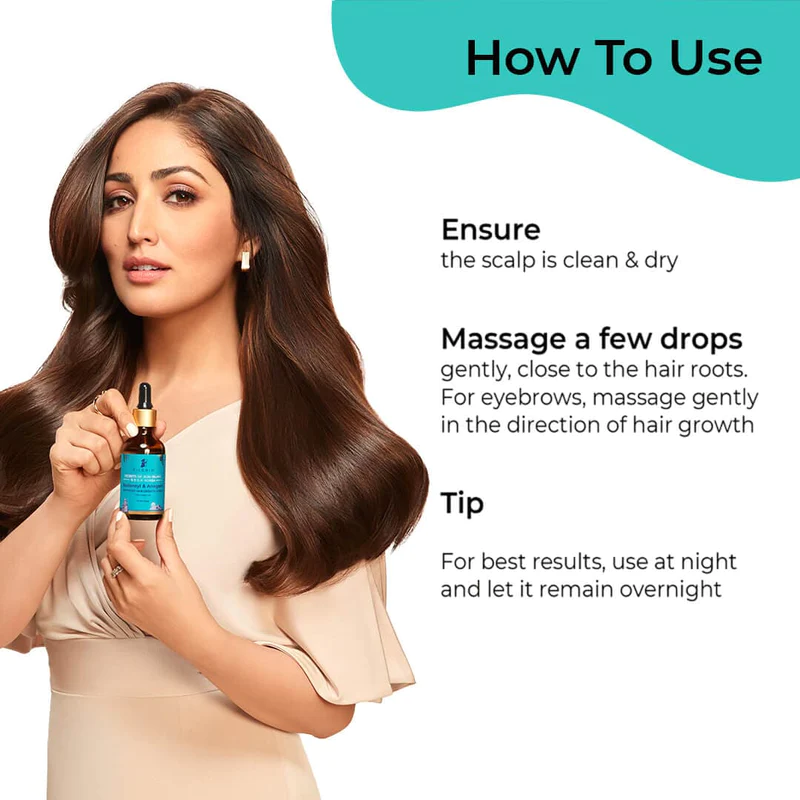 How To Use
Ensure
the scalp is clean & dry
Massage a few drops
gently, close to the hair roots.
For eyebrows, massage gently
in the direction of hair growth
Tip
For best results, use at night
and let it remain overnight